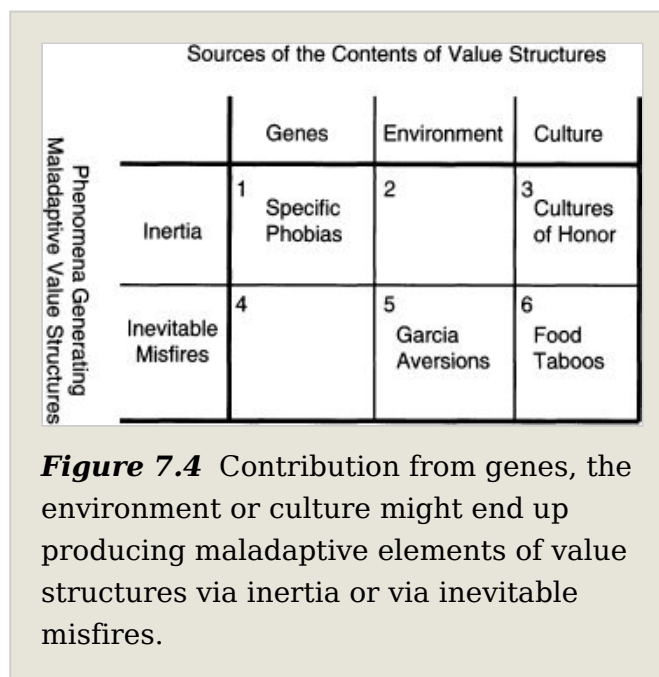 Sources of the Contents of Value Structures
Phenomena Generating
Maladaptive Value Structures
Genes
Environment
Culture
Inertia
1
Specific
Phobias
2
3
Cultures
of Honor
Inevitable
Misfires
4
5
Garcia
Aversions
6
Food
Taboos
Figure 7.4 Contribution from genes, the
environment or culture might end up
producing maladaptive elements of value
structures via inertia or via inevitable
misfires.